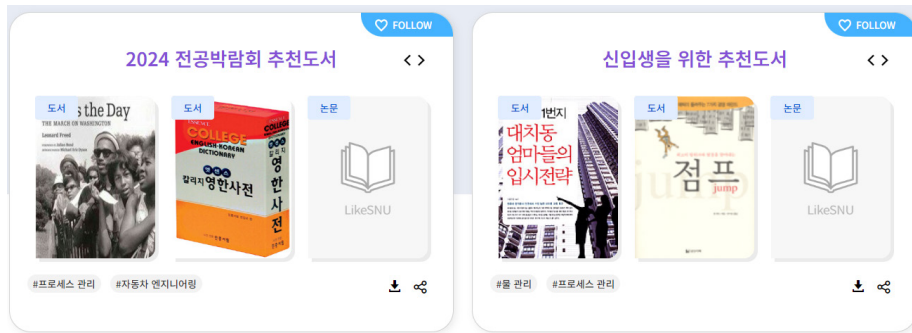 FOLLOW
2024 전공박람회 추천도서
< >
도서
s the Day
THE MARCH ON WASHINGTON
Leonard Freed
도서
COLLEGE
ENGLISH-KOREAN
DICTIONARY
엣센스
칼리지 영한사전
영한사전
논문
LikeSNU
#프로세스 관리
#자동차 엔지니어링
FOLLOW
신입생을 위한 추천도서
< >
도서
1번지
대치동
엄마들의
입시전략
도서
점프
jump
논문
LikeSNU
#물 관리
#프로세스 관리